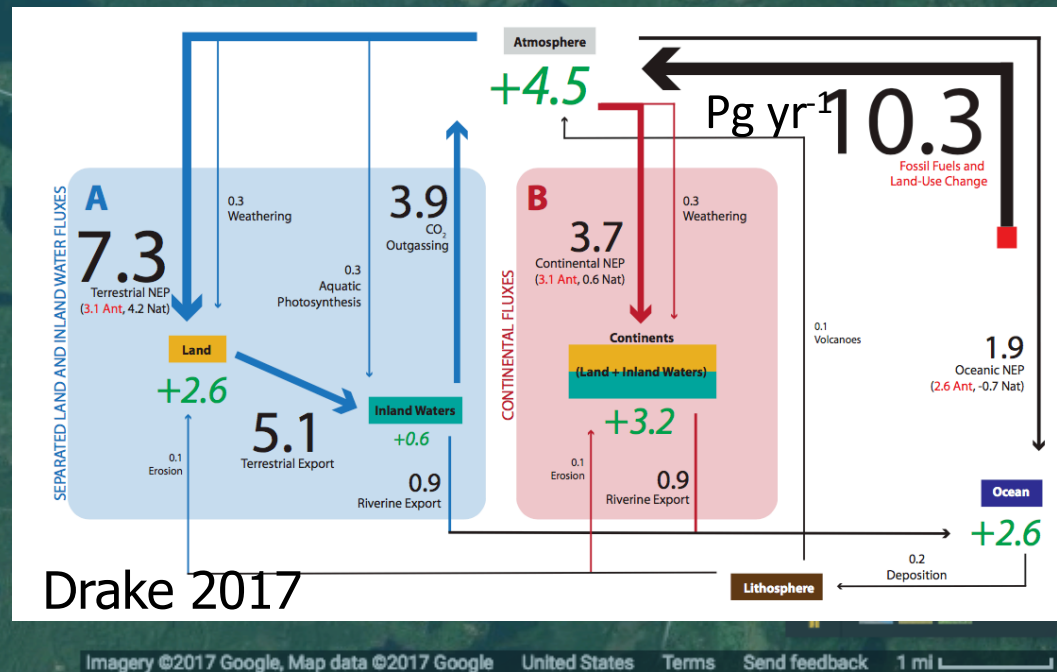 Atmosphere
+4.5
Pg yr-1
10.3
Fossil Fuels and
Land-Use Change
SEPARATED LAND AND INLAND WATER FLUXES
A
0.3
Weathering
7.3
Terrestrial NEP
(3.1 Ant, 4.2 Nat)
3.9
CO2
Outgassing
0.3
Aquatic
Photosynthesis
Land
+2.6
5.1
Terrestrial Export
Inland Waters
+0.6
0.1
Erosion
0.9
Riverine Export
CONTINENTAL FLUXES
B
0.3
Weathering
3.7
Continental NEP
(3.1 Ant, 0.6 Nat)
Continents
(Land + Inland Waters)
+3.2
0.1
Erosion
0.9
Riverine Export
0.1
Volcanoes
1.9
Oceanic NEP
(2.6 Ant, -0.7 Nat)
Ocean
+2.6
0.2
Deposition
Lithosphere
Drake 2017
Imagery ©2017 Google, Map data ©2017 Google United States Terms Send feedback 1 mi